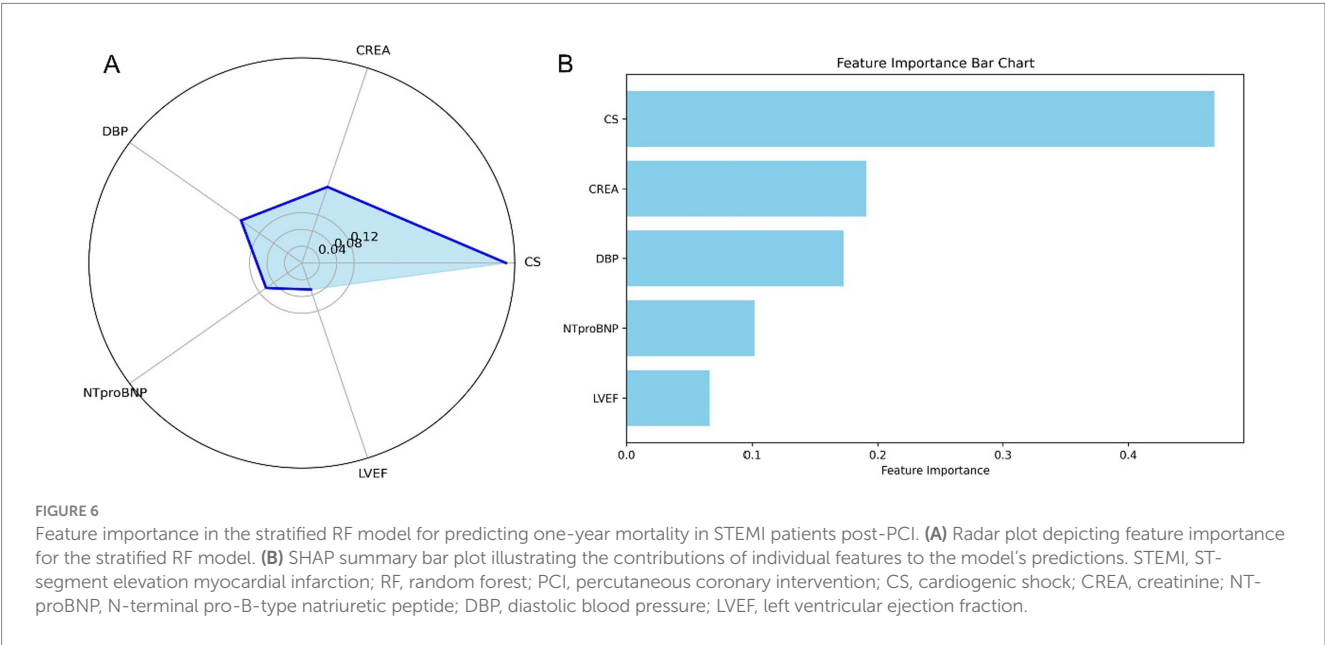 A
CREA
DBP
0.12
0.08
0.04
CS
NTproBNP
LVEF
B
Feature Importance Bar Chart
CS
CREA
DBP
NTproBNP
LVEF
0.0 0.1 0.2 0.3 0.4
Feature Importance
FIGURE 6
Feature importance in the stratified RF model for predicting one-year mortality in STEMI patients post-PCI. (A) Radar plot depicting feature importance
for the stratified RF model. (B) SHAP summary bar plot illustrating the contributions of individual features to the model's predictions. STEMI, ST-
segment elevation myocardial infarction; RF, random forest; PCI, percutaneous coronary intervention; CS, cardiogenic shock; CREA, creatinine; NT-
proBNP, N-terminal pro-B-type natriuretic peptide; DBP, diastolic blood pressure; LVEF, left ventricular ejection fraction.